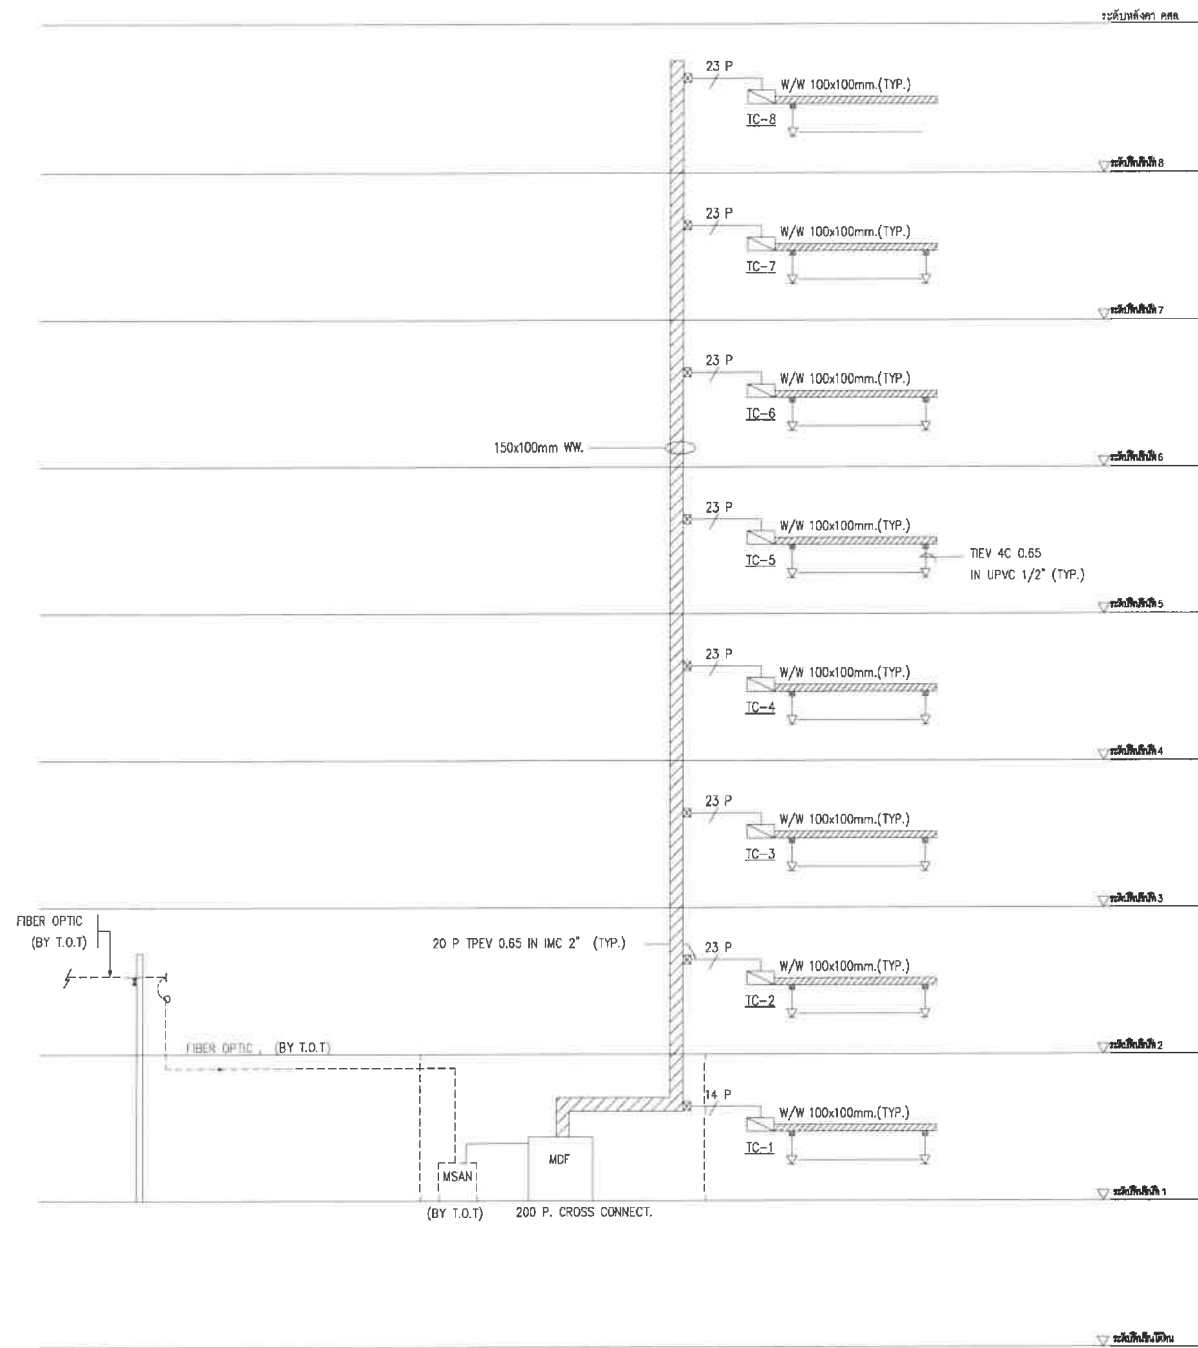 ระดับหลังคา คสล
23 P
W/W 100x100mm.(TYP.)
TC-8
ระดับพื้นชั้นที่ 8
23 P
W/W 100x100mm.(TYP.)
TC-7
ระดับพื้นชั้นที่ 7
23 P
W/W 100x100mm.(TYP.)
TC-6
150x100mm WW.
ระดับพื้นชั้นที่ 6
23 P
W/W 100x100mm.(TYP.)
TC-5
TIEV 4C 0.65
IN UPVC 1/2" (TYP.)
ระดับพื้นชั้นที่ 5
23 P
W/W 100x100mm.(TYP.)
TC-4
ระดับพื้นชั้นที่ 4
23 P
W/W 100x100mm.(TYP.)
TC-3
ระดับพื้นชั้นที่ 3
FIBER OPTIC
(BY T.O.T)
20 P TPEV 0.65 IN IMC 2" (TYP.)
23 P
W/W 100x100mm.(TYP.)
TC-2
FIBER OPTIC , (BY T.O.T)
ระดับพื้นชั้นที่ 2
14 P
W/W 100x100mm.(TYP.)
TC-1
MSAN
MDF
ระดับพื้นชั้นที่ 1
(BY T.O.T)
200 P. CROSS CONNECT.
ระดับพื้นชั้นใต้ดิน